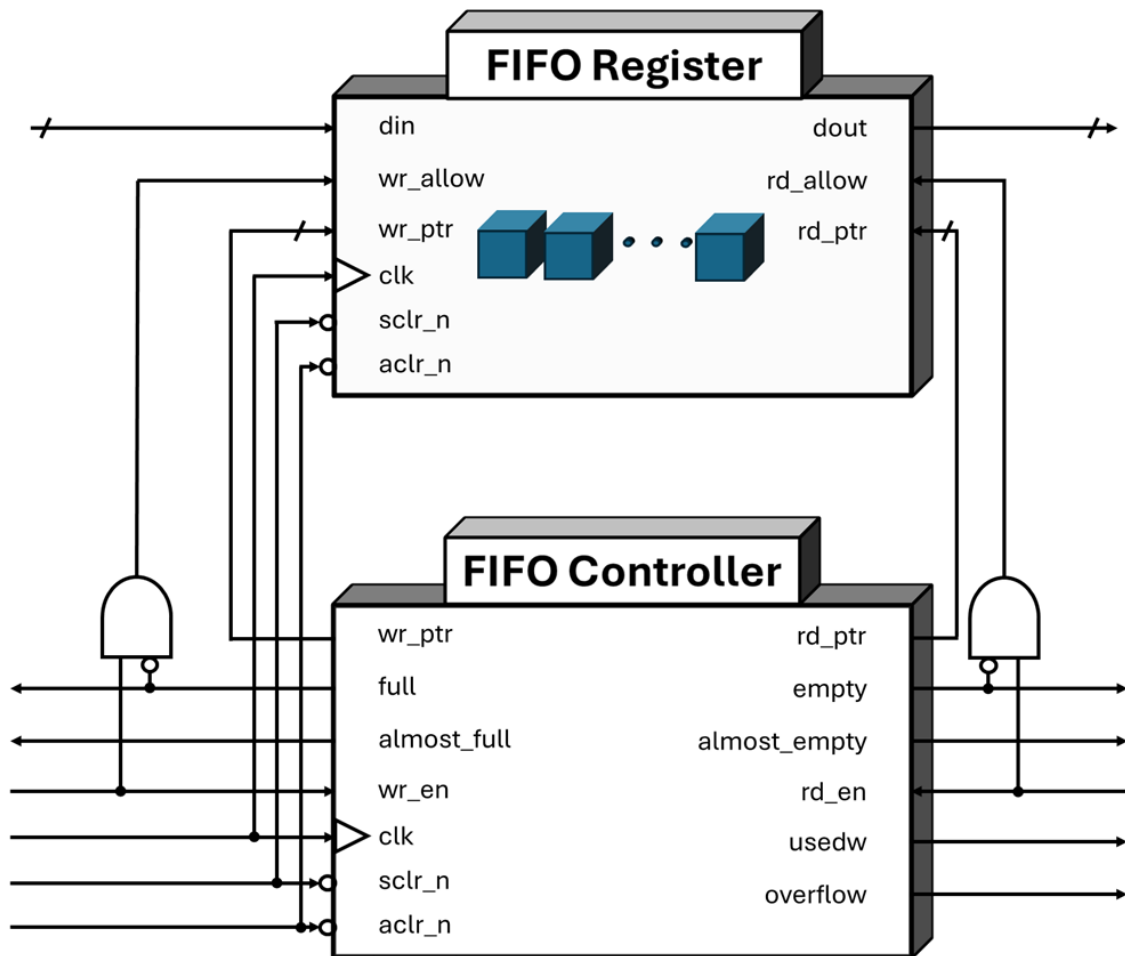 FIFO Register
din
dout
wr_allow
rd_allow
wr_ptr
rd_ptr
clk
sclr_n
aclr_n
FIFO Controller
wr_ptr
rd_ptr
full
empty
almost_full
almost_empty
wr_en
rd_en
clk
usedw
sclr_n
overflow
aclr_n